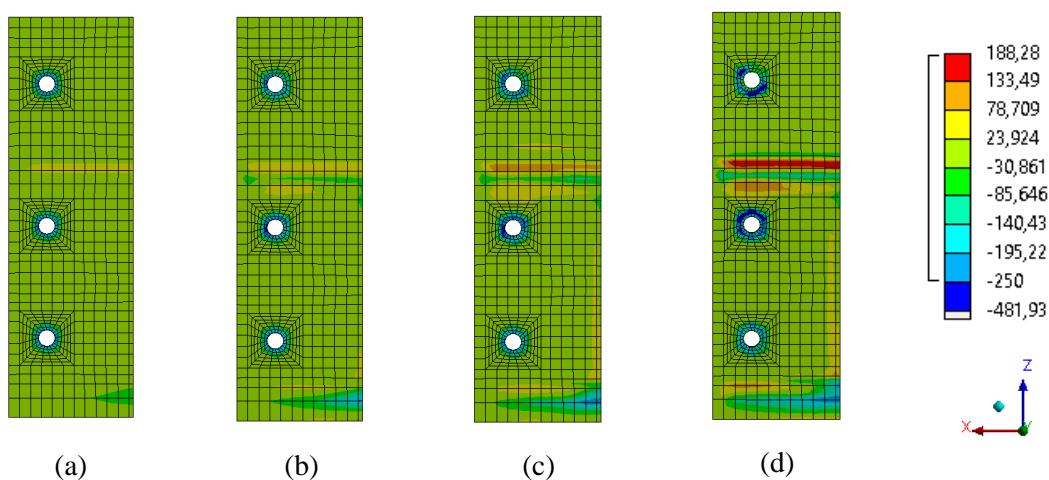 188,28
133,49
78,709
23,924
-30,861
-85,646
-140,43
-195,22
-250
-481,93
Z
X
Y
(a) (b) (c) (d)